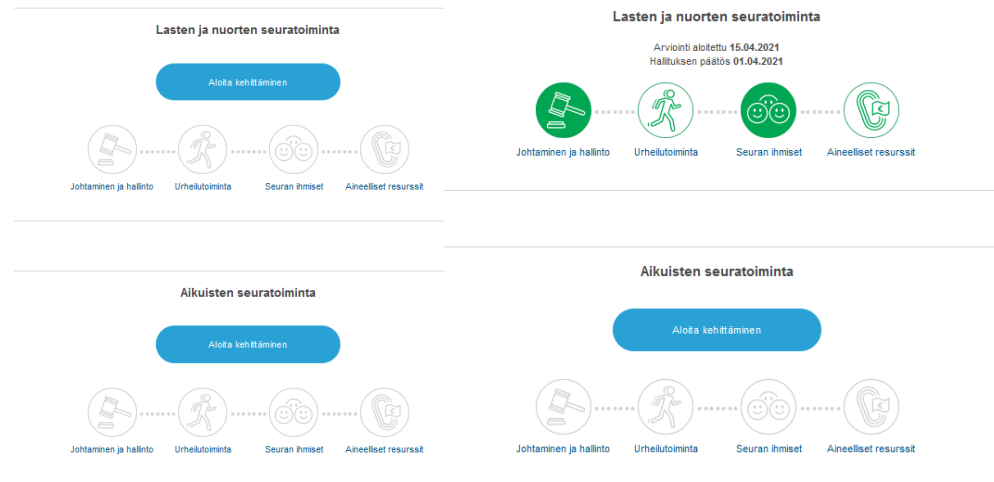 Lasten ja nuorten seuratoiminta
Aloita kehittäminen
Johtaminen ja hallinto Urheilutoiminta Seuran ihmiset Aineelliset resurssit
Aikuisten seuratoiminta
Aloita kehittäminen
Johtaminen ja hallinto Urheilutoiminta Seuran ihmiset Aineelliset resurssit
Lasten ja nuorten seuratoiminta
Arviointi aloitettu 15.04.2021
Hallituksen päätös 01.04.2021
Johtaminen ja hallinto Urheilutoiminta Seuran ihmiset Aineelliset resurssit
Aikuisten seuratoiminta
Aloita kehittäminen
Johtaminen ja hallinto Urheilutoiminta Seuran ihmiset Aineelliset resurssit